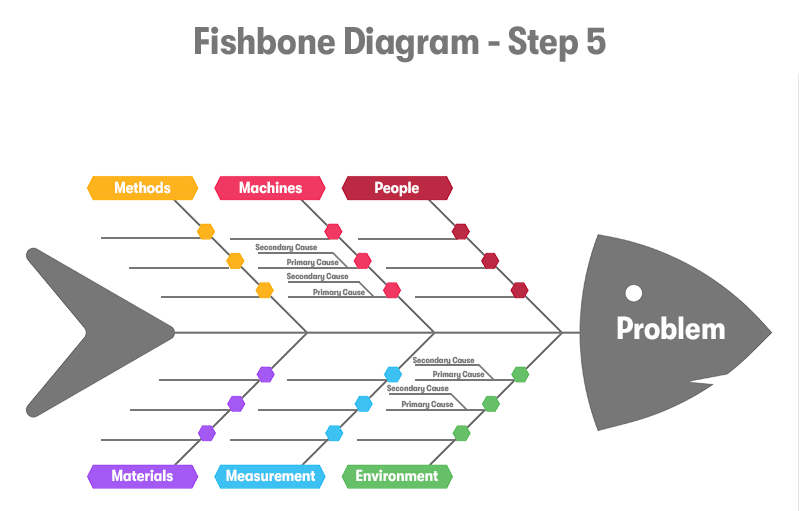 Fishbone Diagram - Step 5
Methods
Machines
People
Secondary Cause
Primary Cause
Secondary Cause
Primary Cause
Problem
Secondary Cause
Primary Cause
Secondary Cause
Primary Cause
Materials
Measurement
Environment